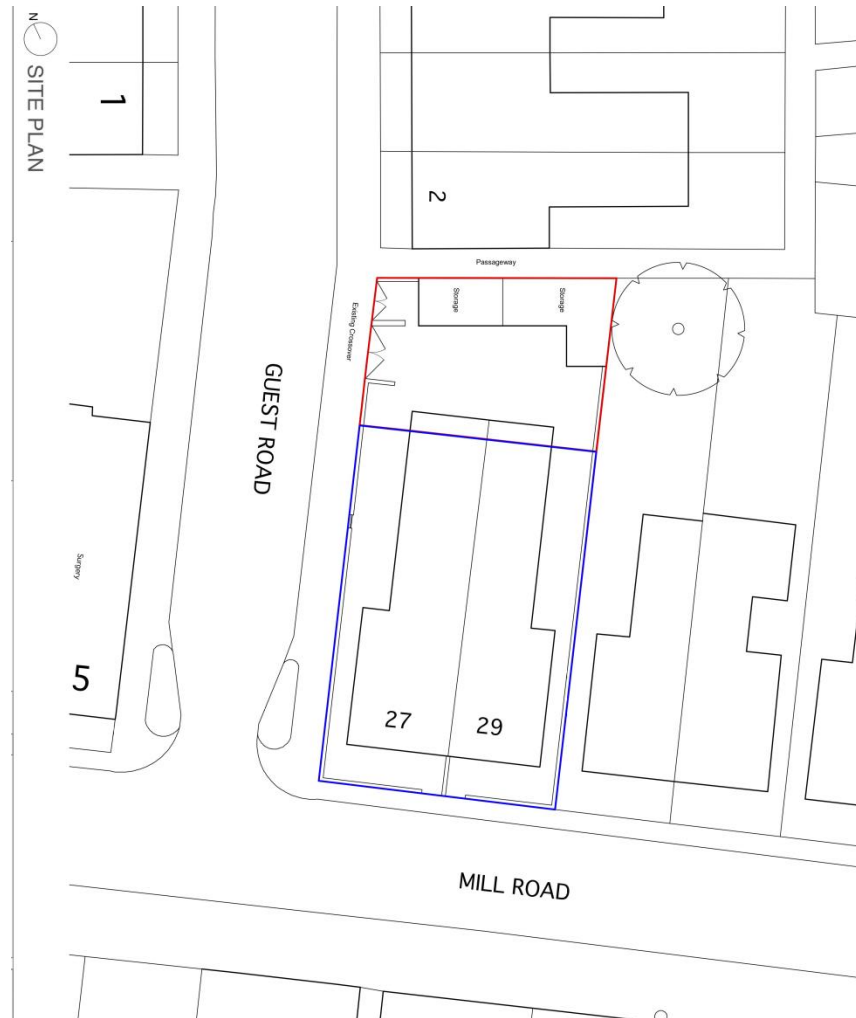 N
SITE PLAN
1
2
Passageway
Storage
Storage
Existing Crossover
GUEST ROAD
Surgery
5
27
29
MILL ROAD